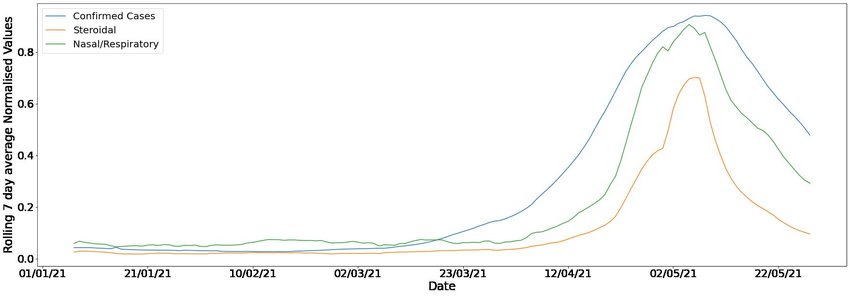 Confirmed Cases
Steroidal
Nasal/Respiratory
Rolling 7 day average Normalised Values
0.8
0.6
0.4
0.2
0.0
01/01/21 21/01/21 10/02/21 02/03/21 23/03/21 12/04/21 02/05/21 22/05/21
Date